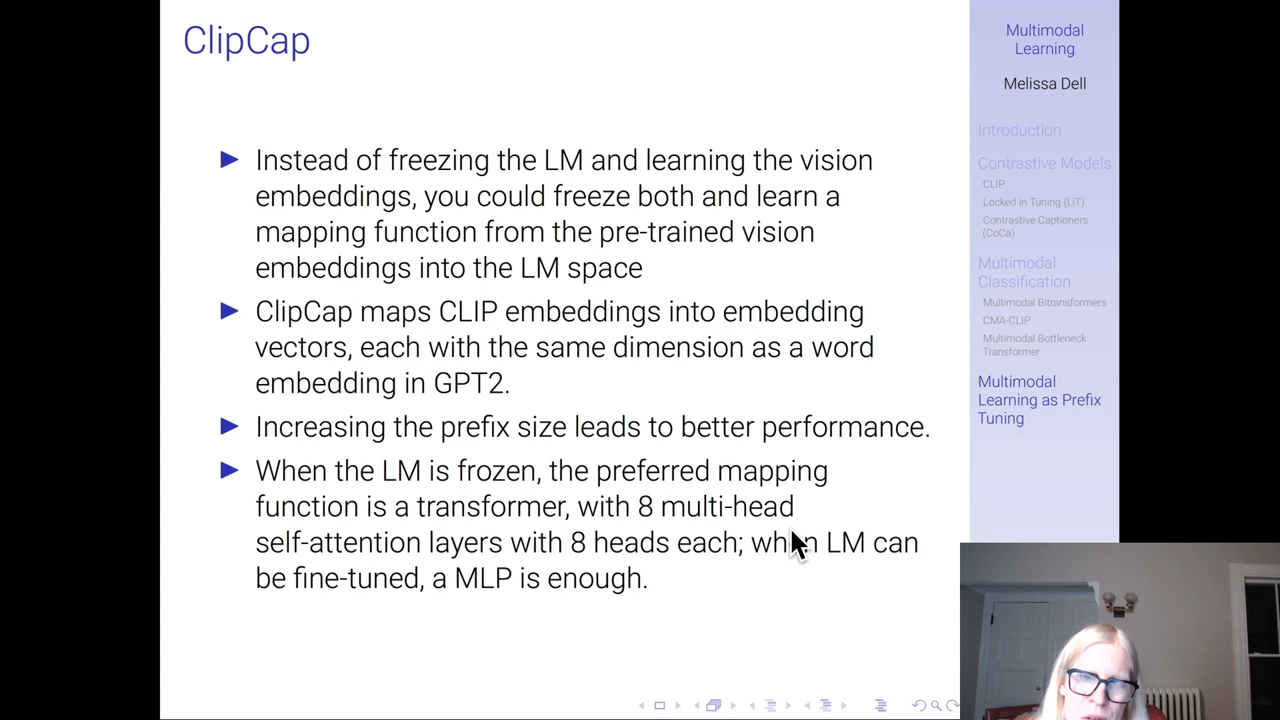 ClipCap
Instead of freezing the LM and learning the vision
embeddings, you could freeze both and learn a
mapping function from the pre-trained vision
embeddings into the LM space
ClipCap maps CLIP embeddings into embedding
vectors, each with the same dimension as a word
embedding in GPT2.
Increasing the prefix size leads to better performance.
When the LM is frozen, the preferred mapping
function is a transformer, with 8 multi-head
self-attention layers with 8 heads each; when LM can
be fine-tuned, a MLP is enough.
Multimodal
Learning
Melissa Dell
Introduction
Contrastive Models
CLIP
Locked in Tuning (LiT)
Contrastive Captioners
(CoCa)
Multimodal
Classification
Multimodal Bitransformers
CMA-CLIP
Multimodal Bottleneck
Transformer
Multimodal
Learning as Prefix
Tuning